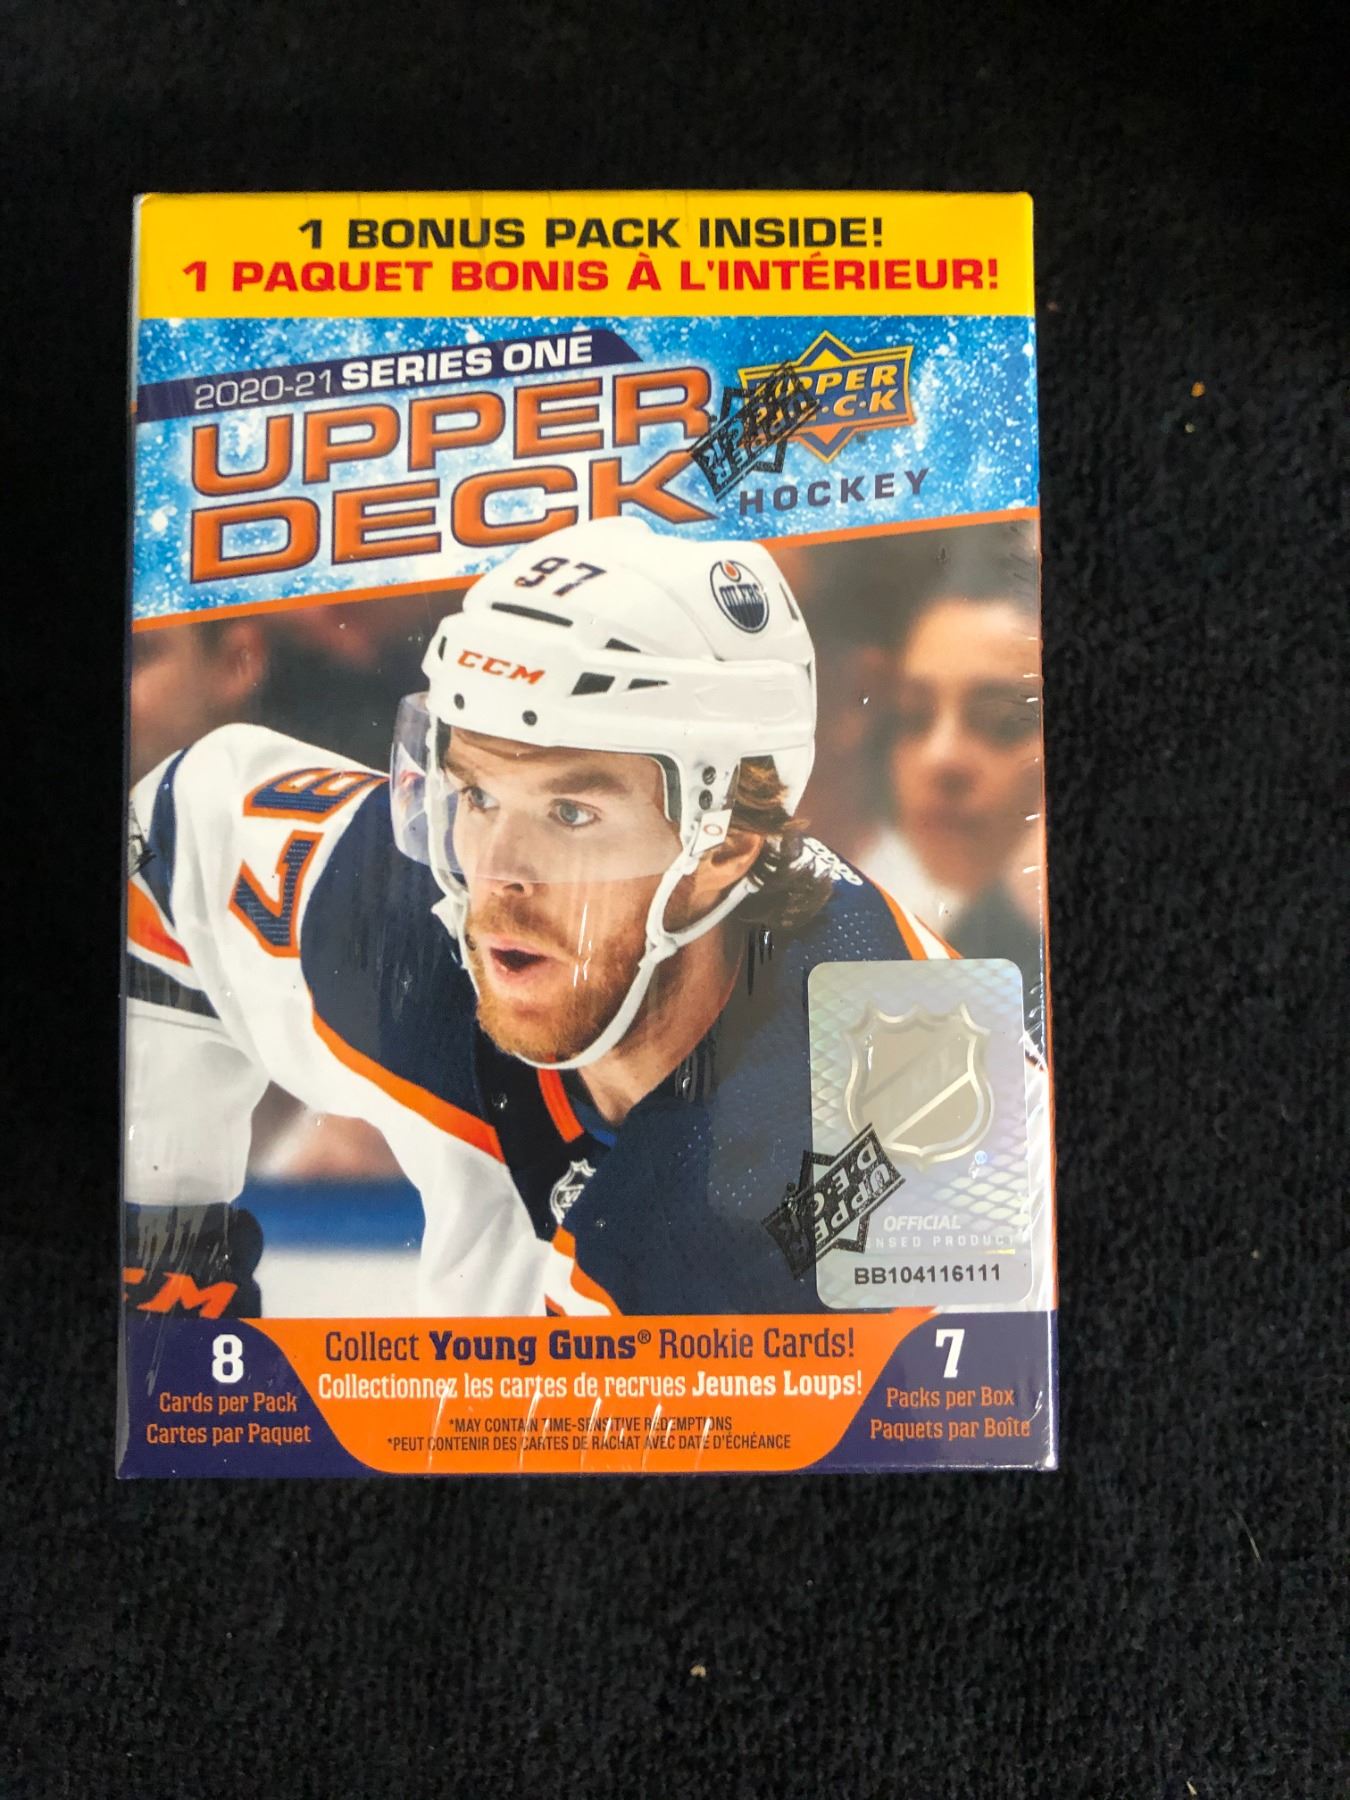 1 BONUS PACK INSIDE!
1 PAQUET BONIS À L'INTÉRIEUR!
2020-21 SERIES ONE
UPPER
DECK
UPPER
D·E·C·K
HOCKEY
97
OILERS
CCM
97
UPPER
D·E·C·K
OFFICIAL
PRODUCT
BB104116111
8
Cards per Pack
Cartes par Paquet
Collect Young Guns® Rookie Cards!
Collectionnez les cartes de recrues Jeunes Loups!
*MAY CONTAIN TIME-SENSITIVE REDEMPTIONS
*PEUT CONTENIR DES CARTES DE RACHAT AVEC DATE D'ÉCHÉANCE
7
Packs per Box
Paquets par Boîte